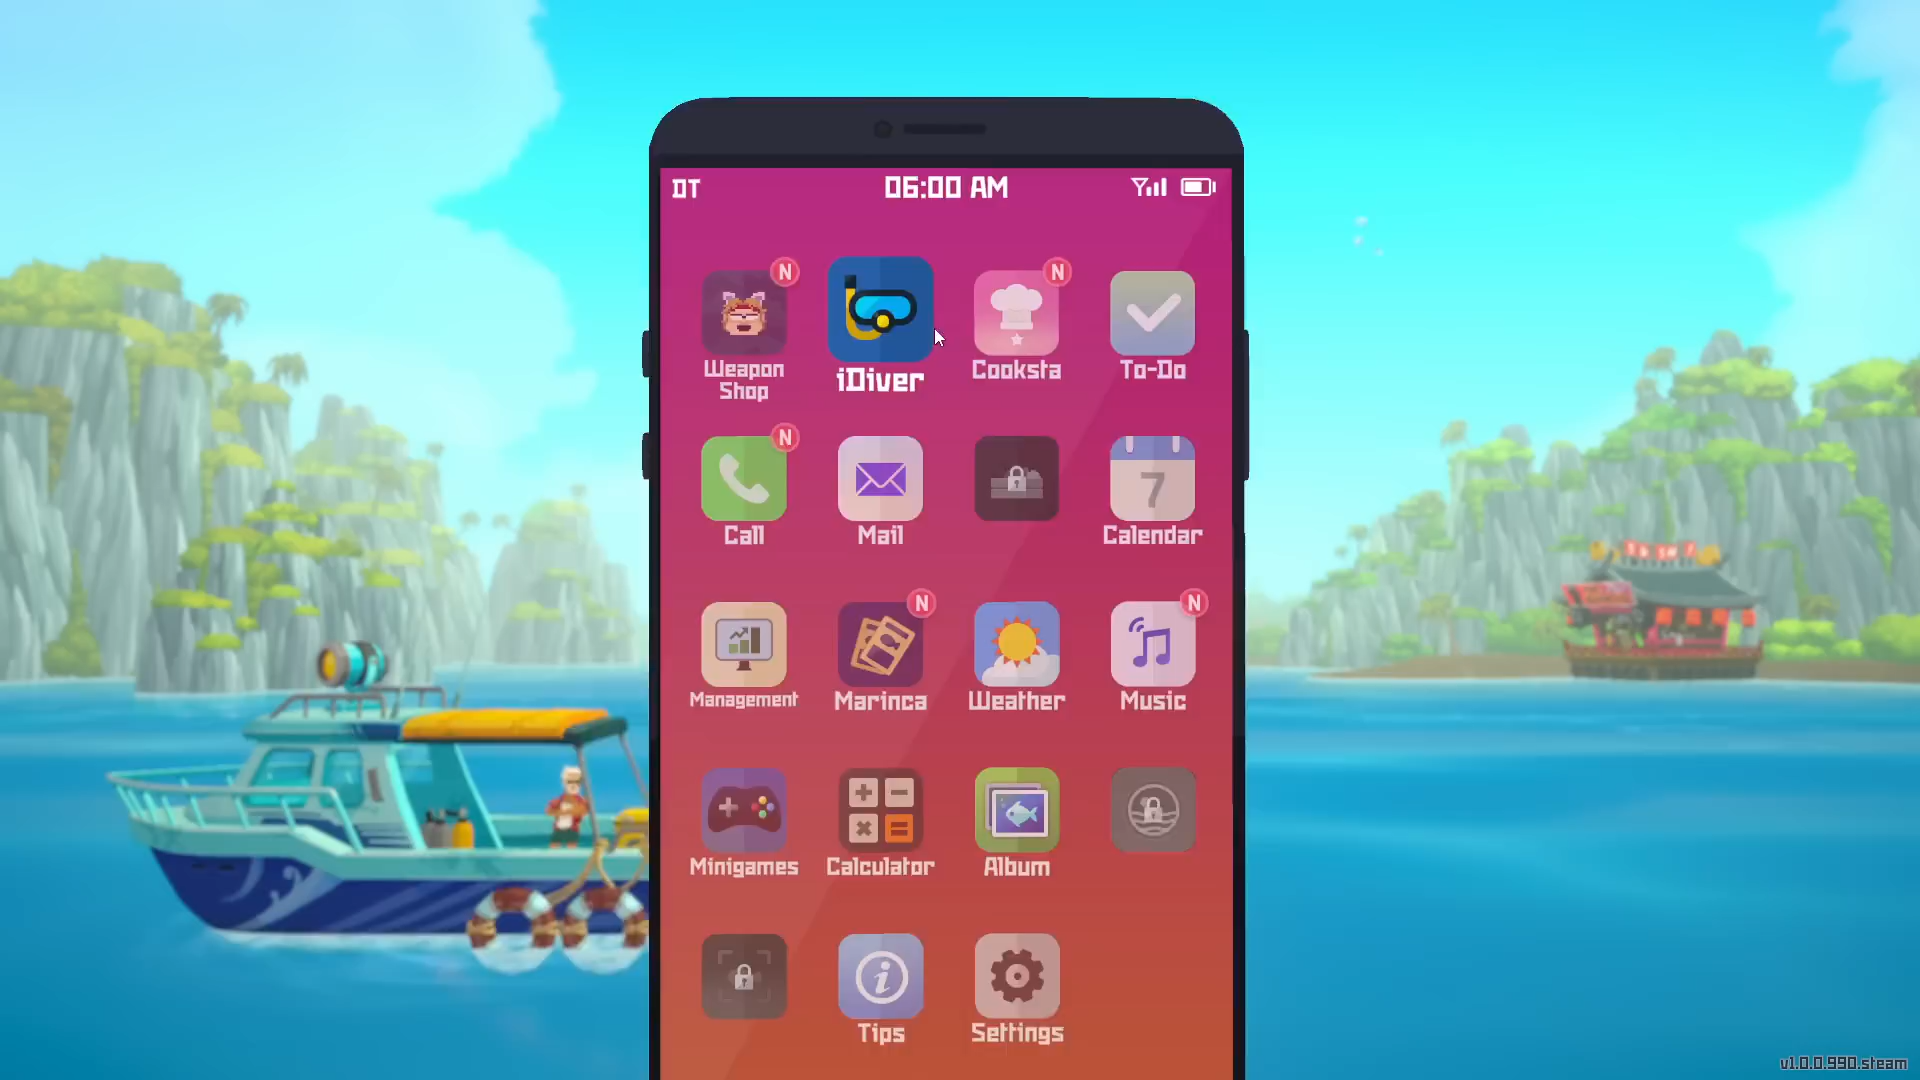 DT
06:00 AM
N
N
Weapon
Shop
iDiver
Cooksta
To-Do
N
7
Call
Mail
Calendar
N
N
Management
Marinca
Weather
Music
Minigames
Calculator
Album
i
Tips
Settings
v1.0.0.990.steam